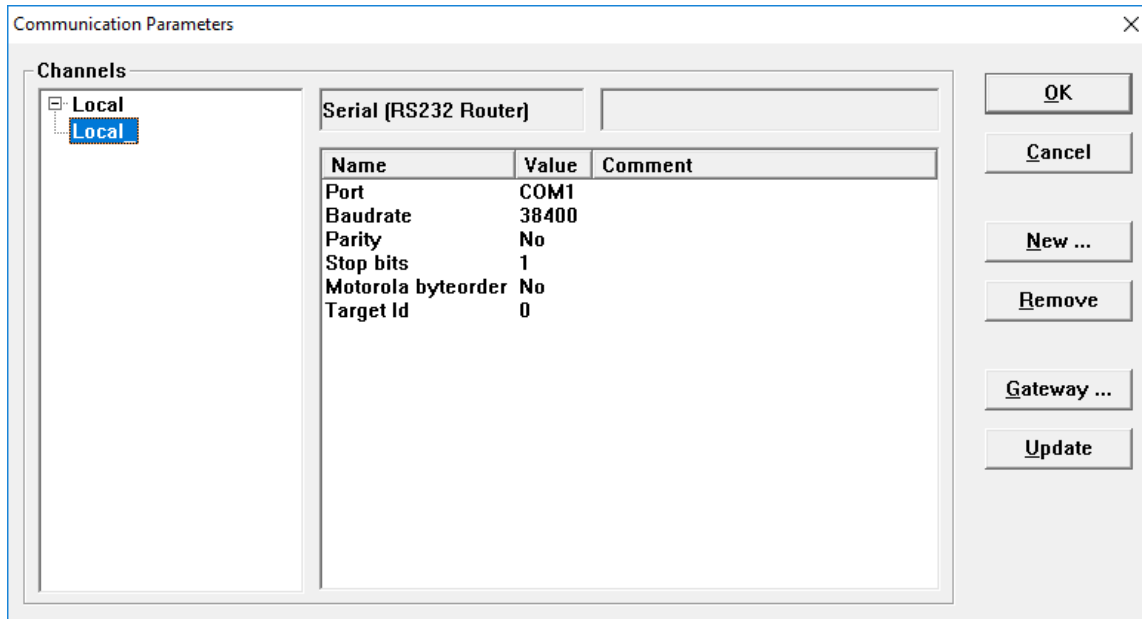 Communication Parameters
Channels
Local
Local_
Serial (RS232 Router)
Name Value Comment
Port COM1
Baudrate 38400
Parity No
Stop bits 1
Motorola byteorder No
Target Id 0
OK
Cancel
New ...
Remove
Gateway ...
Update